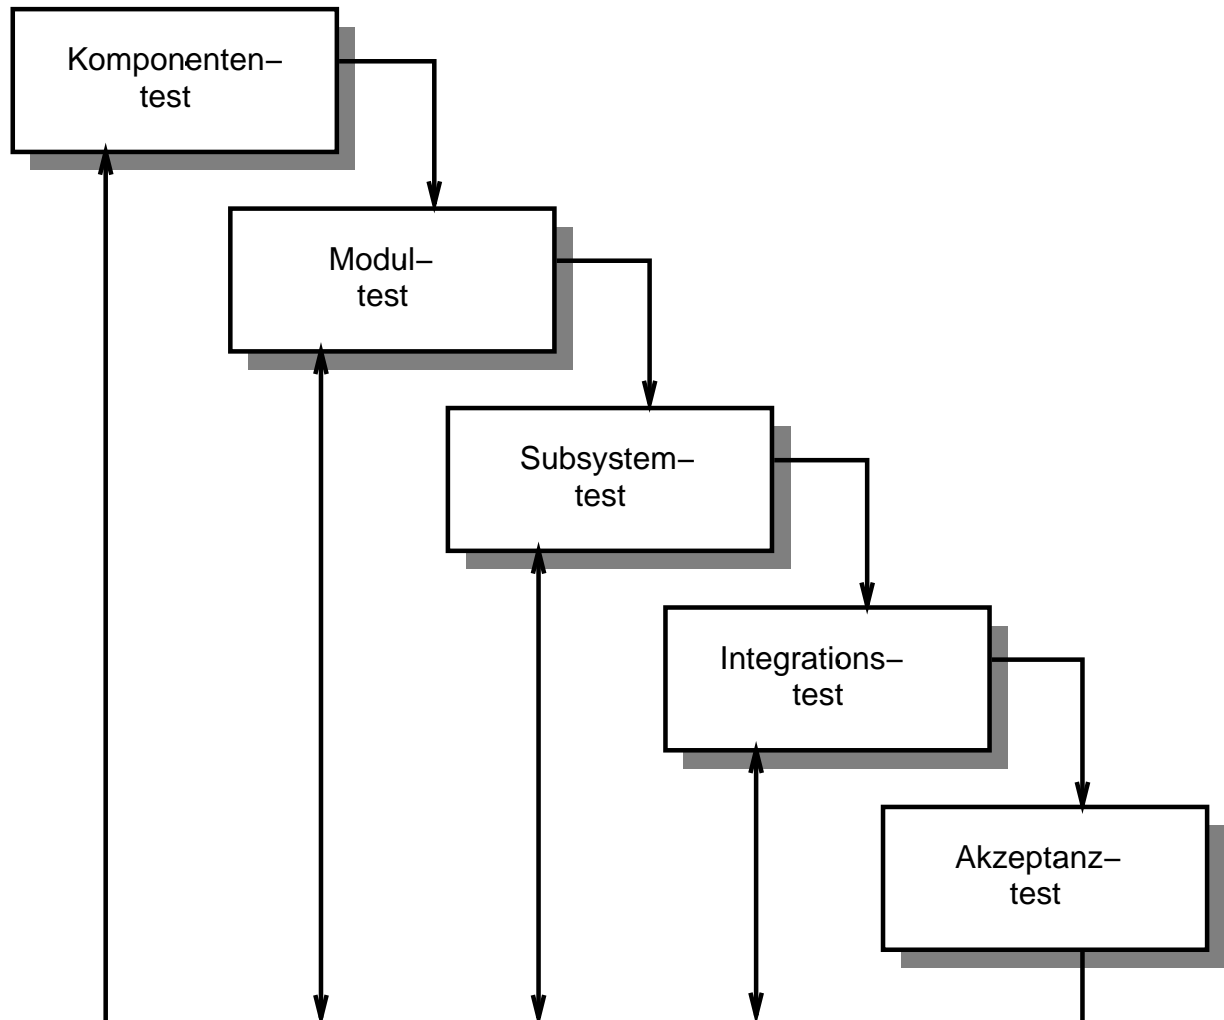 Komponenten–
test
Modul–
test
Subsystem–
test
Integrations–
test
Akzeptanz–
test